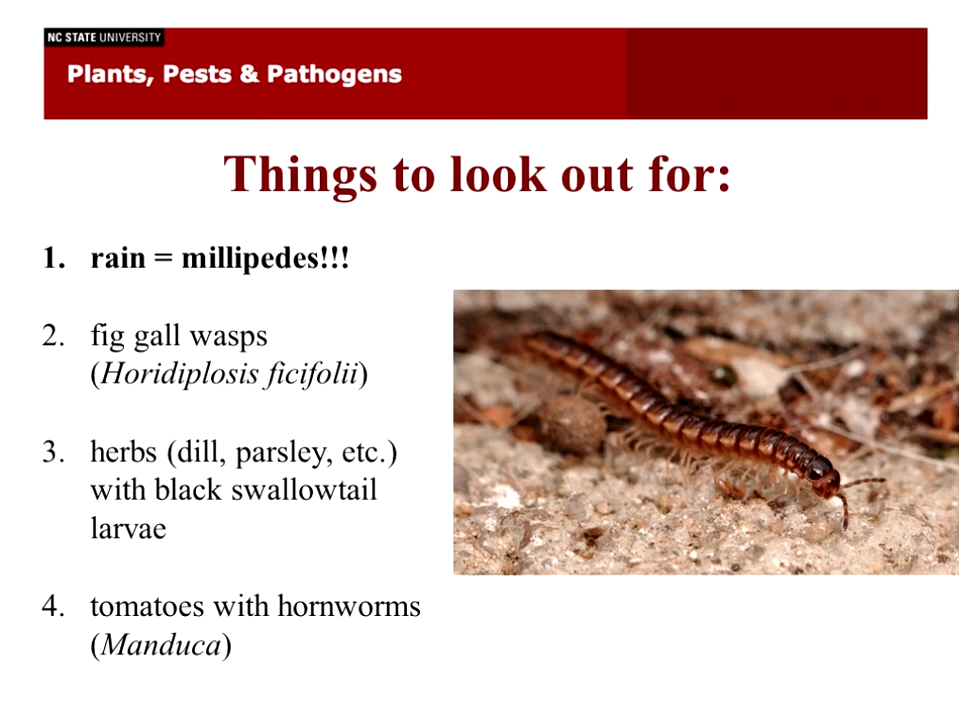 NC STATE UNIVERSITY
Plants, Pests & Pathogens
Things to look out for:
1. rain = millipedes!!!
2. fig gall wasps
(Horidiplosis ficifolii)
3. herbs (dill, parsley, etc.)
with black swallowtail
larvae
4. tomatoes with hornworms
(Manduca)